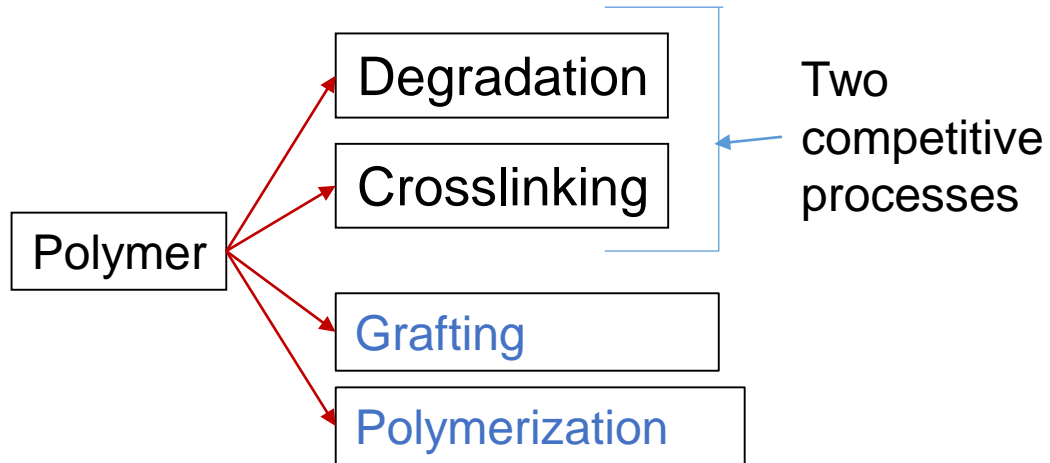 Degradation
Crosslinking
Two
competitive
processes
Polymer
Grafting
Polymerization